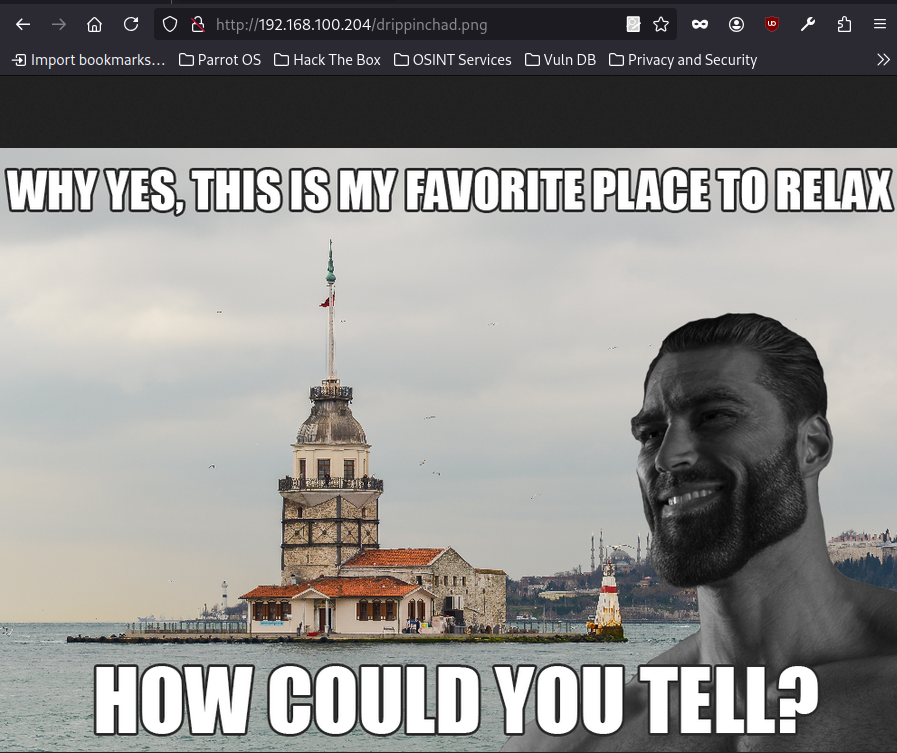 http://192.168.100.204/drippinchad.png
Import bookmarks... Parrot OS Hack The Box OSINT Services Vuln DB Privacy and Security
WHY YES, THIS IS MY FAVORITE PLACE TO RELAX
HOW COULD YOU TELL?